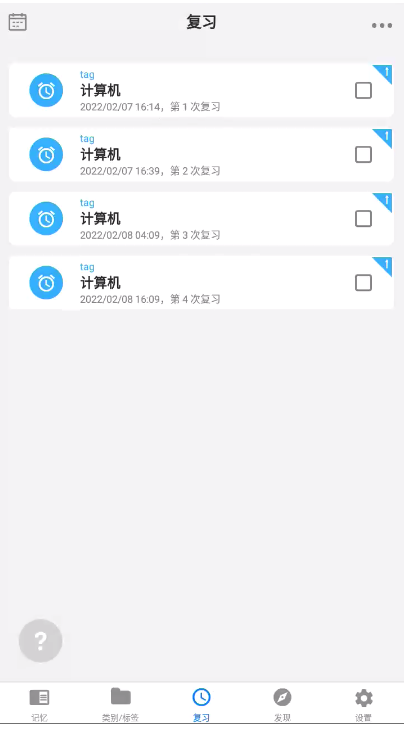 复习
tag
计算机
2022/02/07 16:14，第 1 次复习
tag
计算机
2022/02/07 16:39，第 2 次复习
tag
计算机
2022/02/08 04:09，第 3 次复习
tag
计算机
2022/02/08 16:09，第 4 次复习
?
记忆 类别/标签 复习 发现 设置